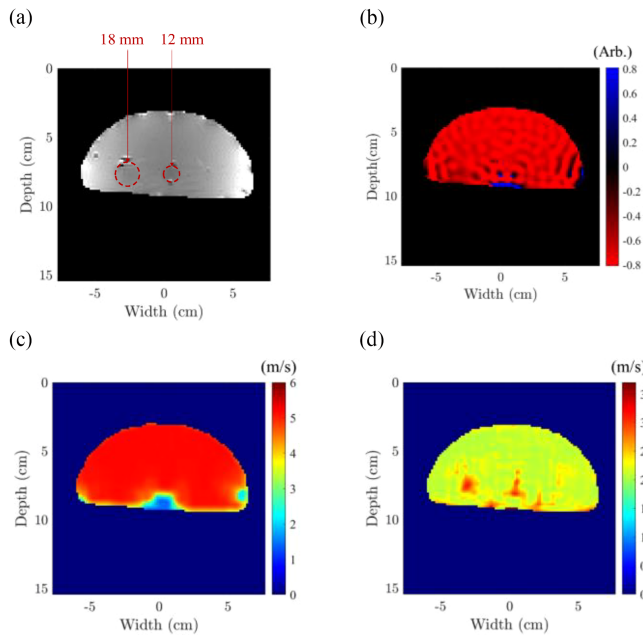 (a)
18 mm 12 mm
0
5
10
15
Depth (cm)
-5 0 5
Width (cm)
(b)
(Arb.)
0
5
10
15
Depth(cm)
-5 0 5
Width (cm)
0.8
0.6
0.4
0.2
0
-0.2
-0.4
-0.6
-0.8
(c)
(m/s)
0
5
10
15
Depth (cm)
-5 0 5
Width (cm)
6
5
4
3
2
1
0
(d)
(m/s)
0
5
10
15
Depth (cm)
-5 0 5
Width (cm)